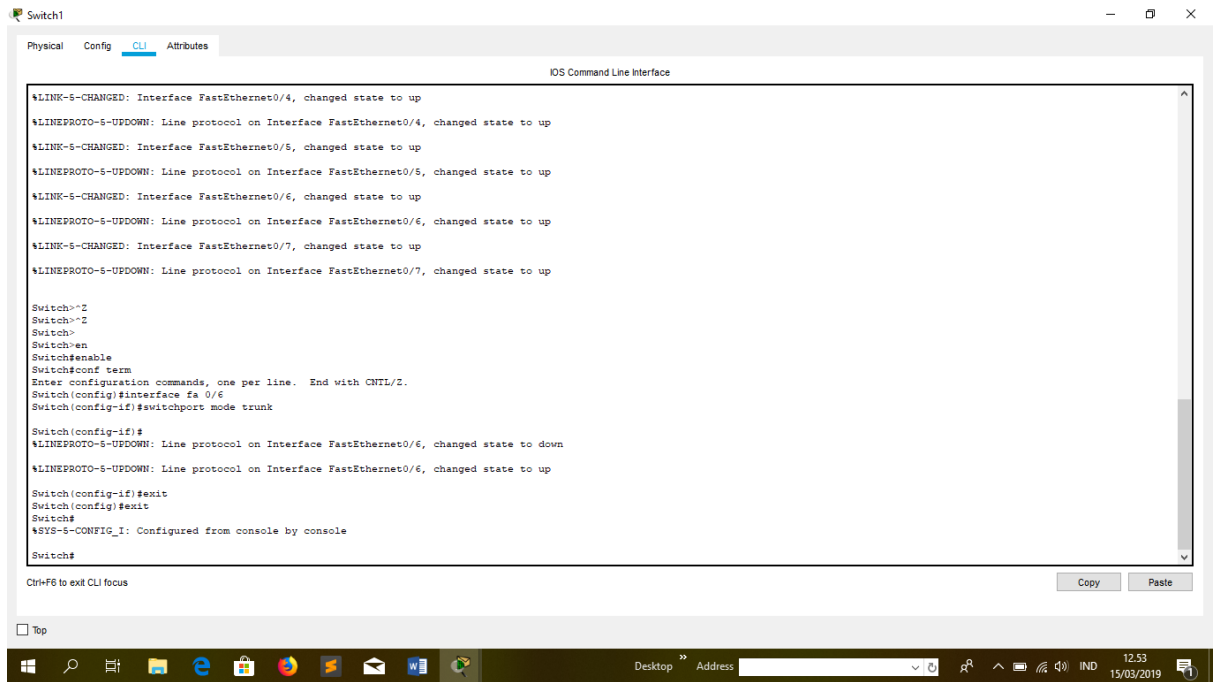 Switch1
Physical Config CLI Attributes
IOS Command Line Interface
%LINK-5-CHANGED: Interface FastEthernet0/4, changed state to up
%LINEPROTO-5-UPDOWN: Line protocol on Interface FastEthernet0/4, changed state to up
%LINK-5-CHANGED: Interface FastEthernet0/5, changed state to up
%LINEPROTO-5-UPDOWN: Line protocol on Interface FastEthernet0/5, changed state to up
%LINK-5-CHANGED: Interface FastEthernet0/6, changed state to up
%LINEPROTO-5-UPDOWN: Line protocol on Interface FastEthernet0/6, changed state to up
%LINK-5-CHANGED: Interface FastEthernet0/7, changed state to up
%LINEPROTO-5-UPDOWN: Line protocol on Interface FastEthernet0/7, changed state to up
Switch>^Z
Switch>^Z
Switch>
Switch>en
Switch#enable
Switch#conf term
Enter configuration commands, one per line.  End with CNTL/Z.
Switch(config)#interface fa 0/6
Switch(config-if)#switchport mode trunk
Switch(config-if)#
%LINEPROTO-5-UPDOWN: Line protocol on Interface FastEthernet0/6, changed state to down
%LINEPROTO-5-UPDOWN: Line protocol on Interface FastEthernet0/6, changed state to up
Switch(config-if)#exit
Switch(config)#exit
Switch#
%SYS-5-CONFIG_I: Configured from console by console
Switch#
Ctrl+F6 to exit CLI focus
Copy Paste
Top
Desktop » Address
IND
12.53
15/03/2019